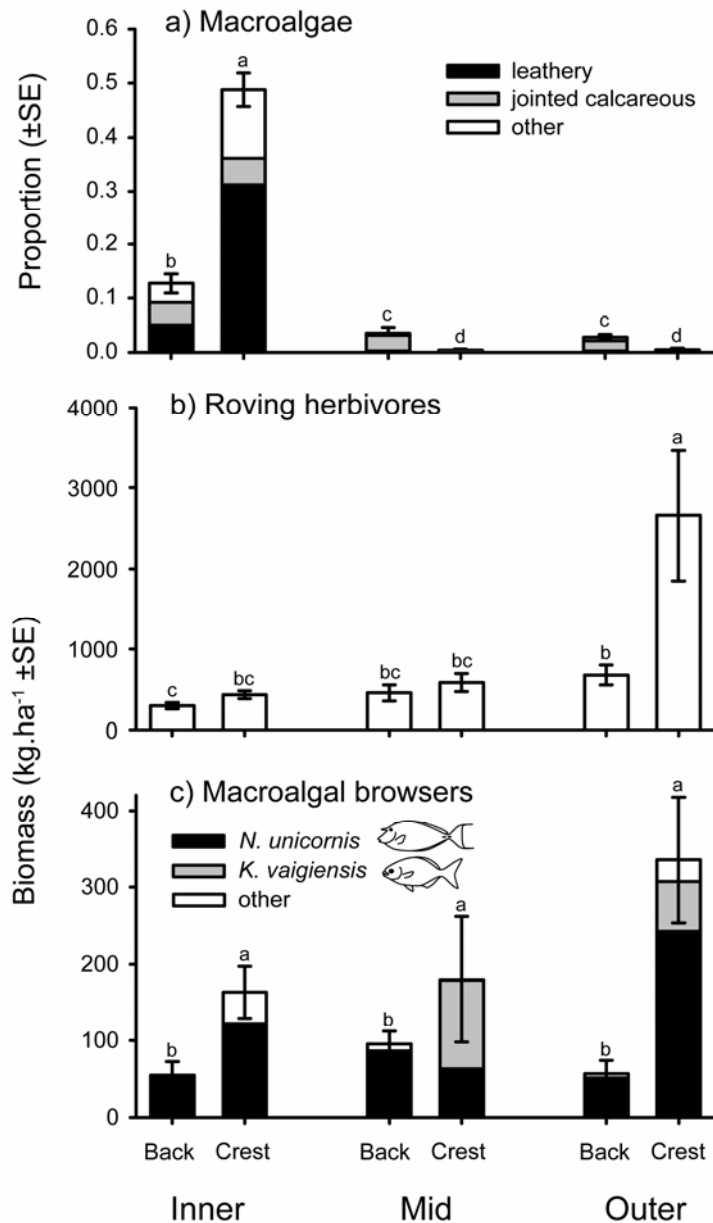 a) Macroalgae
Proportion (±SE)
0.6
0.5
0.4
0.3
0.2
0.1
0.0
leathery
jointed calcareous
other
b
a
c
d
c
d
b) Roving herbivores
Biomass (kg.ha⁻¹ ±SE)
4000
3000
2000
1000
0
c
bc
bc
bc
b
a
c) Macroalgal browsers
400
300
200
100
0
N. unicornis
K. vaigiensis
other
b
a
b
a
b
a
Back Crest Back Crest Back Crest
Inner Mid Outer